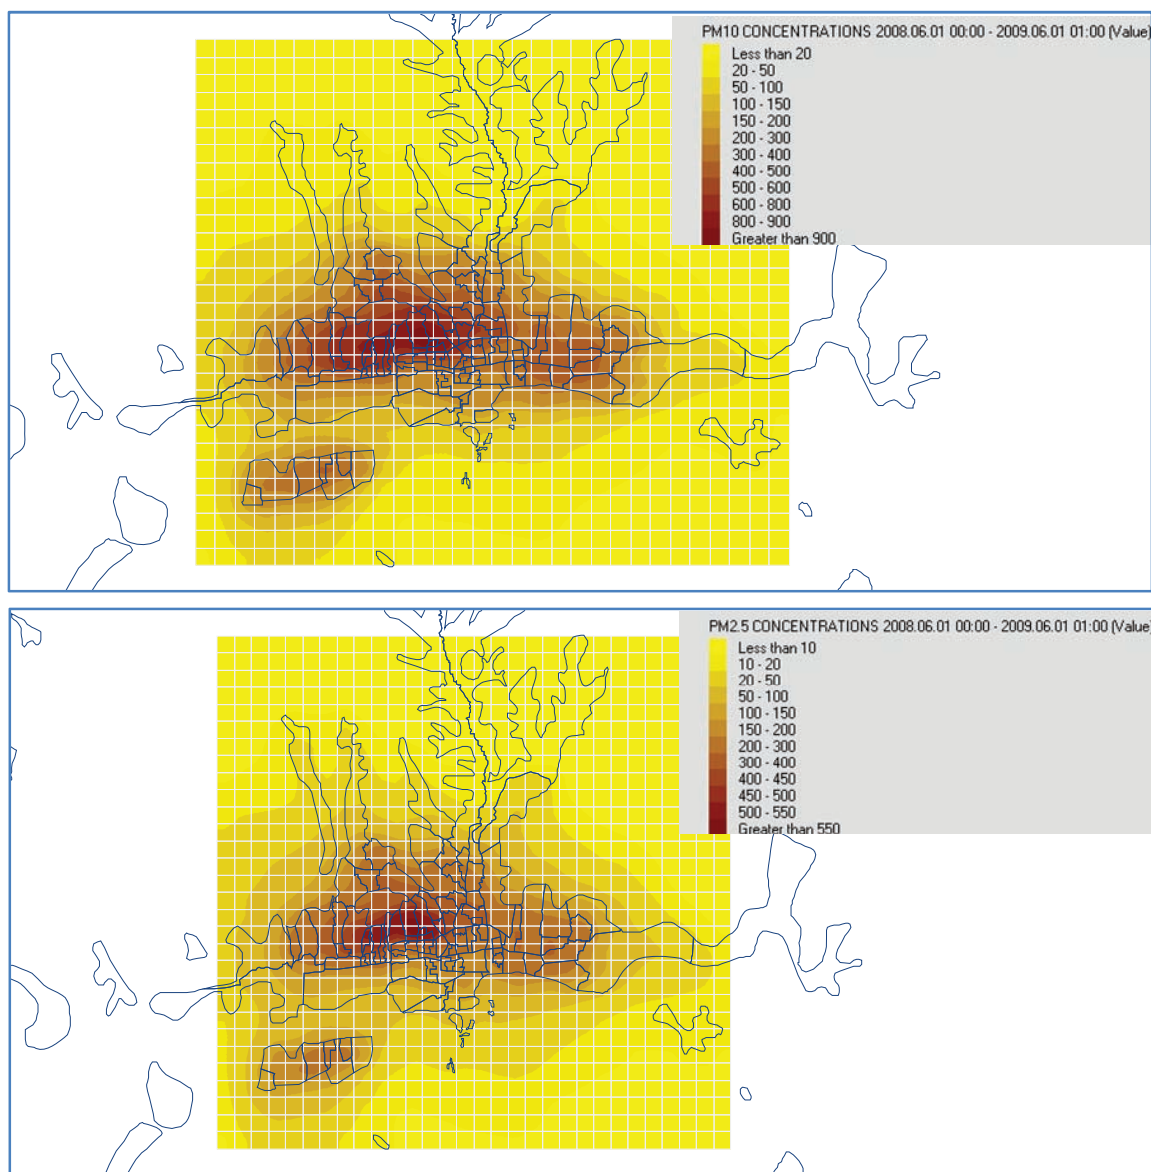 PM10 CONCENTRATIONS 2008.06.01 00:00 - 2009.06.01 01:00 (Value)
Less than 20
20 - 50
50 - 100
100 - 150
150 - 200
200 - 300
300 - 400
400 - 500
500 - 600
600 - 800
800 - 900
Greater than 900
PM2.5 CONCENTRATIONS 2008.06.01 00:00 - 2009.06.01 01:00 (Value)
Less than 10
10 - 20
20 - 50
50 - 100
100 - 150
150 - 200
200 - 300
300 - 400
400 - 450
450 - 500
500 - 550
Greater than 550